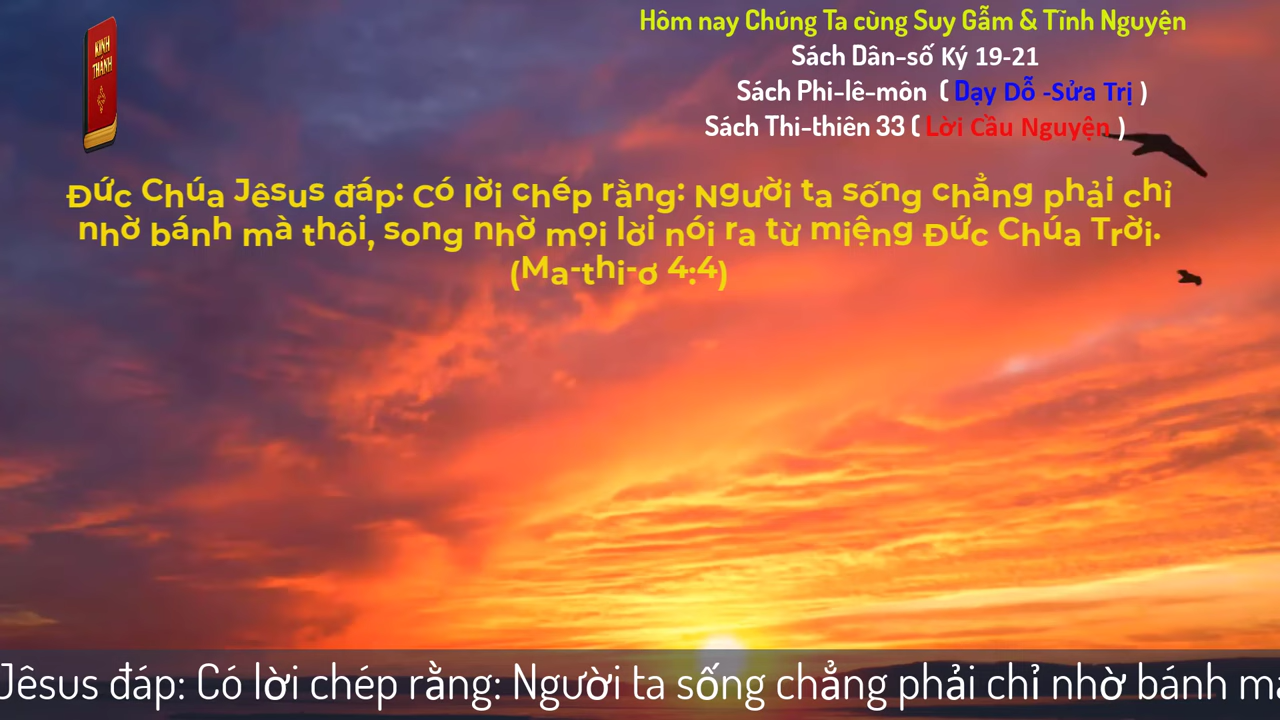 KINH
THÁNH
Hôm nay Chúng Ta cùng Suy Gẫm & Tĩnh Nguyện
Sách Dân-số Ký 19-21
Sách Phi-lê-môn ( Dạy Dỗ -Sửa Trị )
Sách Thi-thiên 33 ( Lời Cầu Nguyện )
Đức Chúa Jêsus đáp: Có lời chép rằng: Người ta sống chẳng phải chỉ
nhờ bánh mà thôi, song nhờ mọi lời nói ra từ miệng Đức Chúa Trời.
(Ma-thi-ơ 4:4)
Jêsus đáp: Có lời chép rằng: Người ta sống chẳng phải chỉ nhờ bánh mà